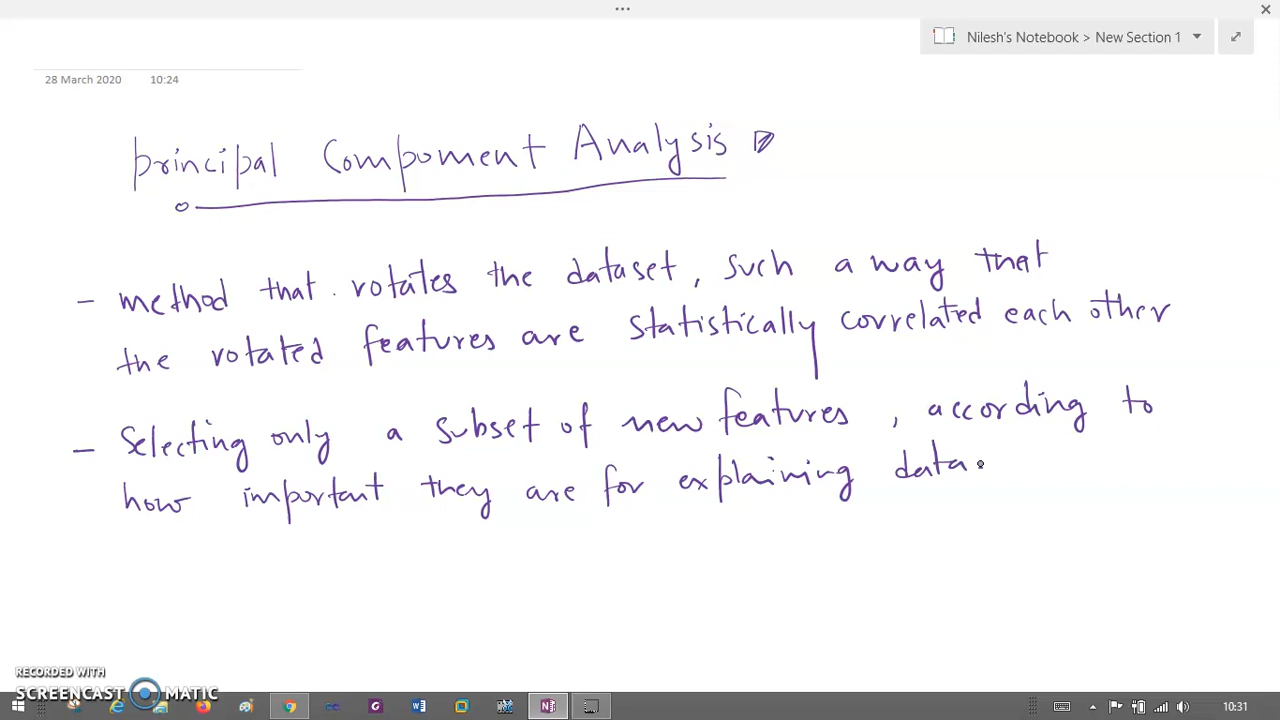 Nilesh's Notebook > New Section 1
28 March 2020 10:24
Principal Component Analysis
- method that rotates the dataset, such a way that
the rotated features are statistically correlated each other
- Selecting only a subset of new features, according to
how important they are for explaining data.
RECORDED WITH
SCREENCAST MATIC
10:31